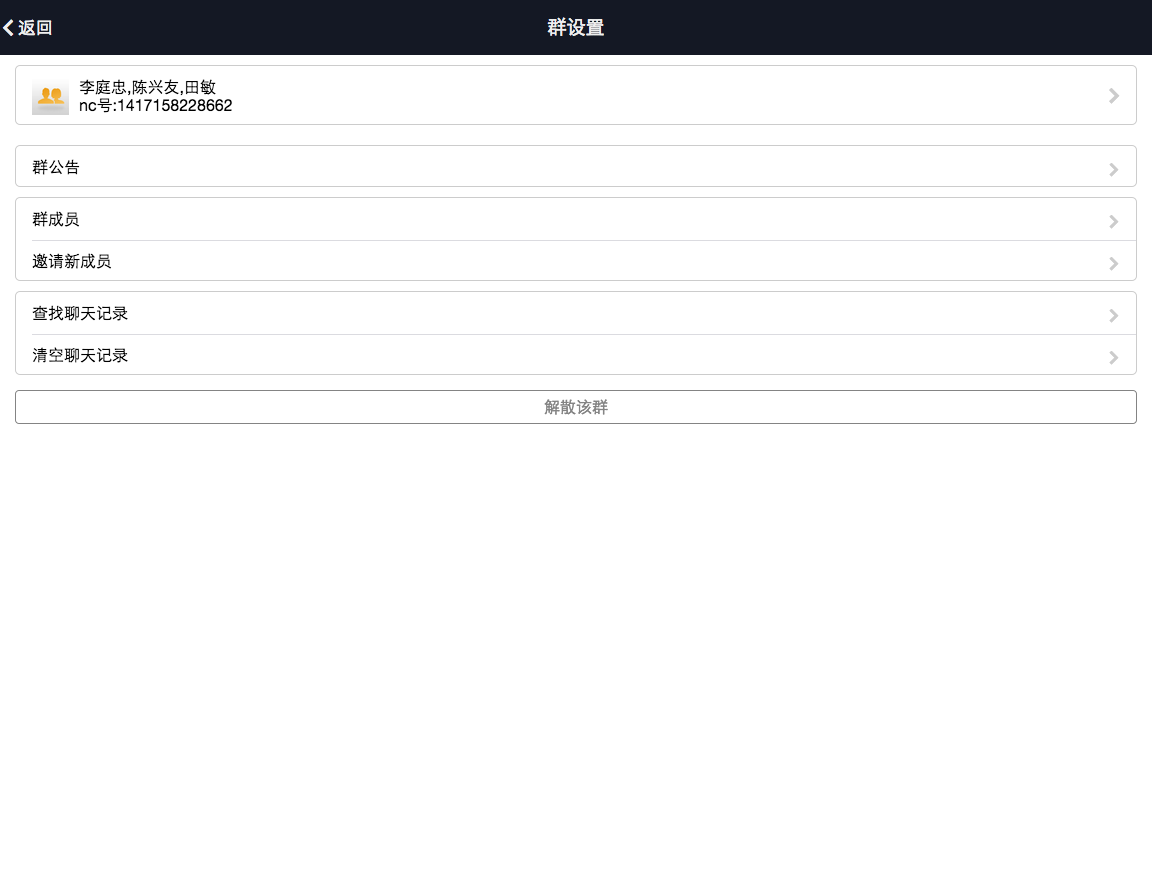 返回
群设置
李庭忠,陈兴友,田敏
nc号:1417158228662
群公告
群成员
邀请新成员
查找聊天记录
清空聊天记录
解散该群